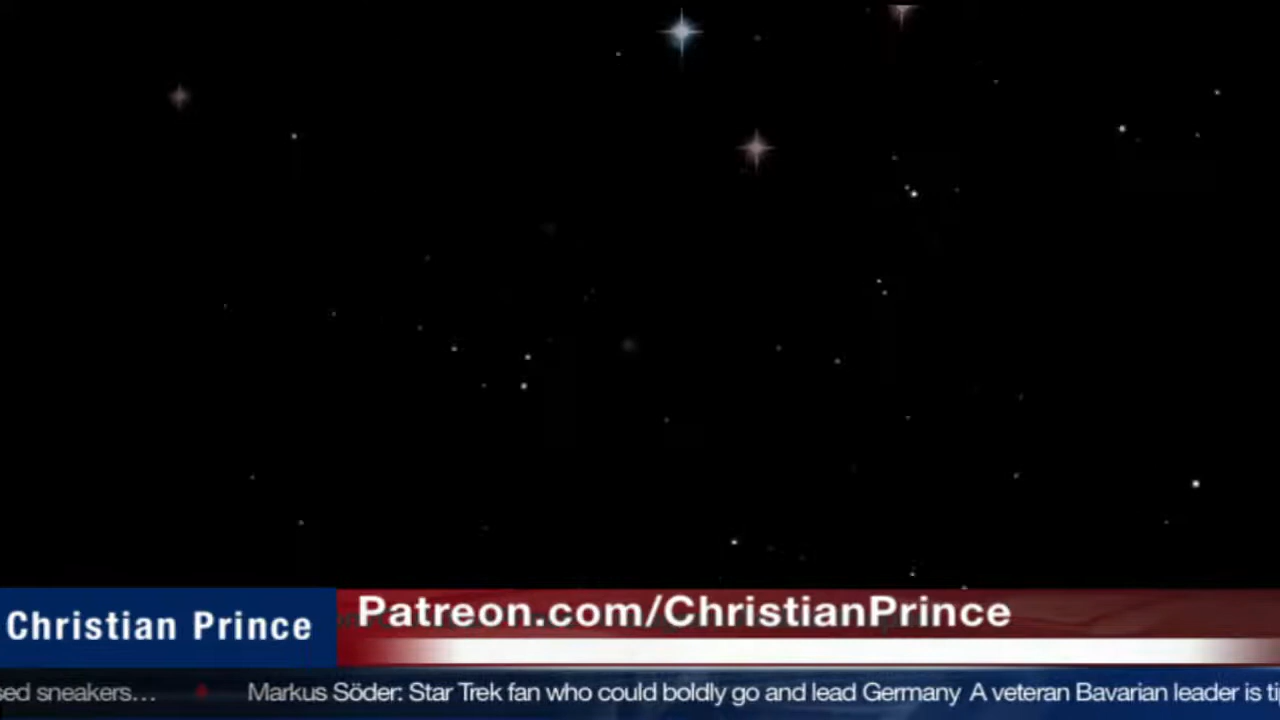 Patreon.com/ChristianPrince
Christian Prince
sed sneakers… • Markus Söder: Star Trek fan who could boldly go and lead Germany A veteran Bavarian leader is ti